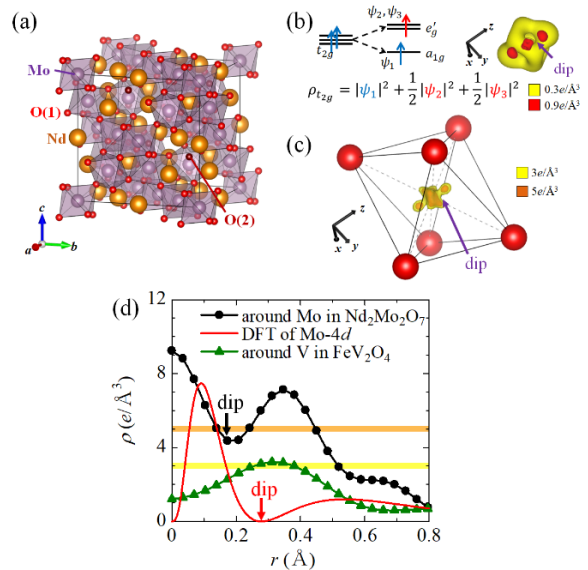 (a)
Mo
O(1)
Nd
O(2)
c
a
b
(b)
t₂g
ψ₂, ψ₃
e′g
ψ₁
a₁g
z
x
y
dip
ρt₂g = |ψ₁|² + 1/2|ψ₂|² + 1/2|ψ₃|²
0.3e/Å³
0.9e/Å³
(c)
3e/Å³
5e/Å³
z
x
y
dip
(d)
around Mo in Nd₂Mo₂O₇
DFT of Mo-4d
around V in FeV₂O₄
dip
dip
12
8
4
0
ρ (e/Å³)
0.0 0.2 0.4 0.6 0.8
r (Å)